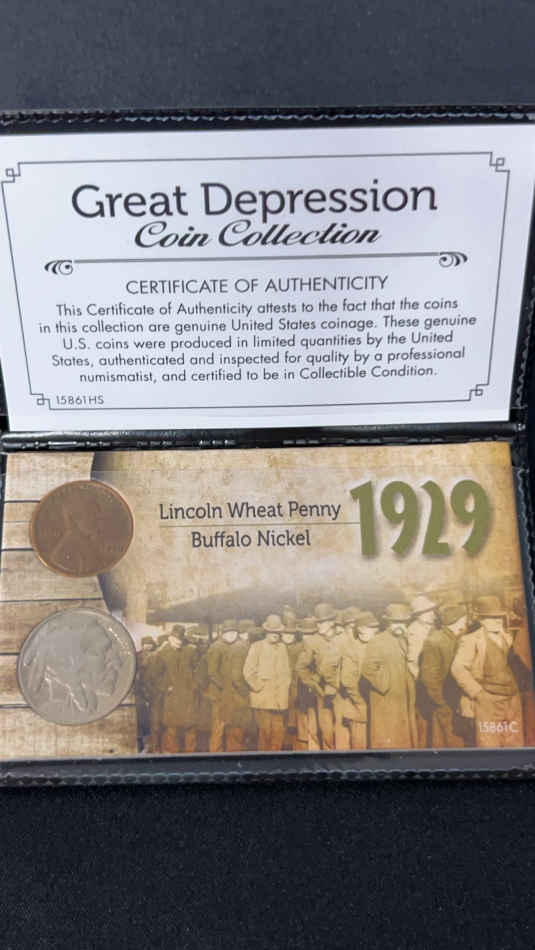 Great Depression
Coin Collection
CERTIFICATE OF AUTHENTICITY
This Certificate of Authenticity attests to the fact that the coins
in this collection are genuine United States coinage. These genuine
U.S. coins were produced in limited quantities by the United
States, authenticated and inspected for quality by a professional
numismatist, and certified to be in Collectible Condition.
15861HS
Lincoln Wheat Penny
Buffalo Nickel
1929
15861C